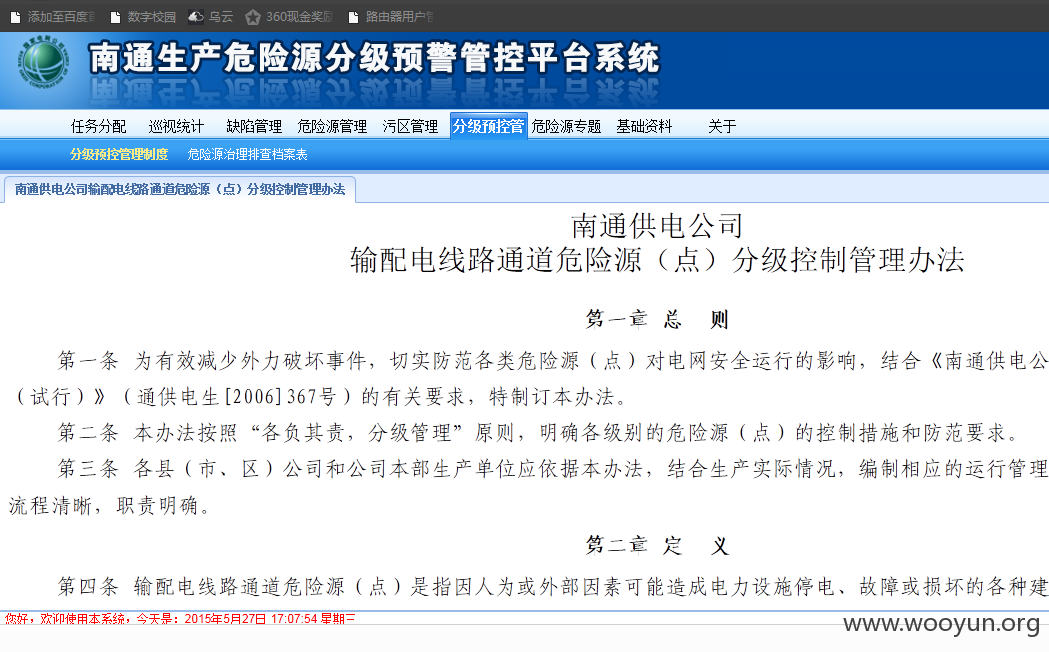 添加至百度 数字校园 乌云 360现金奖励 路由器用户
南通生产危险源分级预警管控平台系统
任务分配 巡视统计 缺陷管理 危险源管理 污区管理 分级预控管 危险源专题 基础资料 关于
分级预控管理制度 危险源治理排查档案表
南通供电公司输配电线路通道危险源（点）分级控制管理办法
南通供电公司
输配电线路通道危险源（点）分级控制管理办法
第一章 总 则
第一条 为有效减少外力破坏事件，切实防范各类危险源（点）对电网安全运行的影响，结合《南通供电公
（试行）》（通供电生[2006]367号）的有关要求，特制订本办法。
第二条 本办法按照“各负其责，分级管理”原则，明确各级别的危险源（点）的控制措施和防范要求。
第三条 各县（市、区）公司和公司本部生产单位应依据本办法，结合生产实际情况，编制相应的运行管理
流程清晰，职责明确。
第二章 定 义
第四条 输配电线路通道危险源（点）是指因人为或外部因素可能造成电力设施停电、故障或损坏的各种建
您好，欢迎使用本系统，今天是：2015年5月27日 17:07:54 星期三
www.wooyun.org